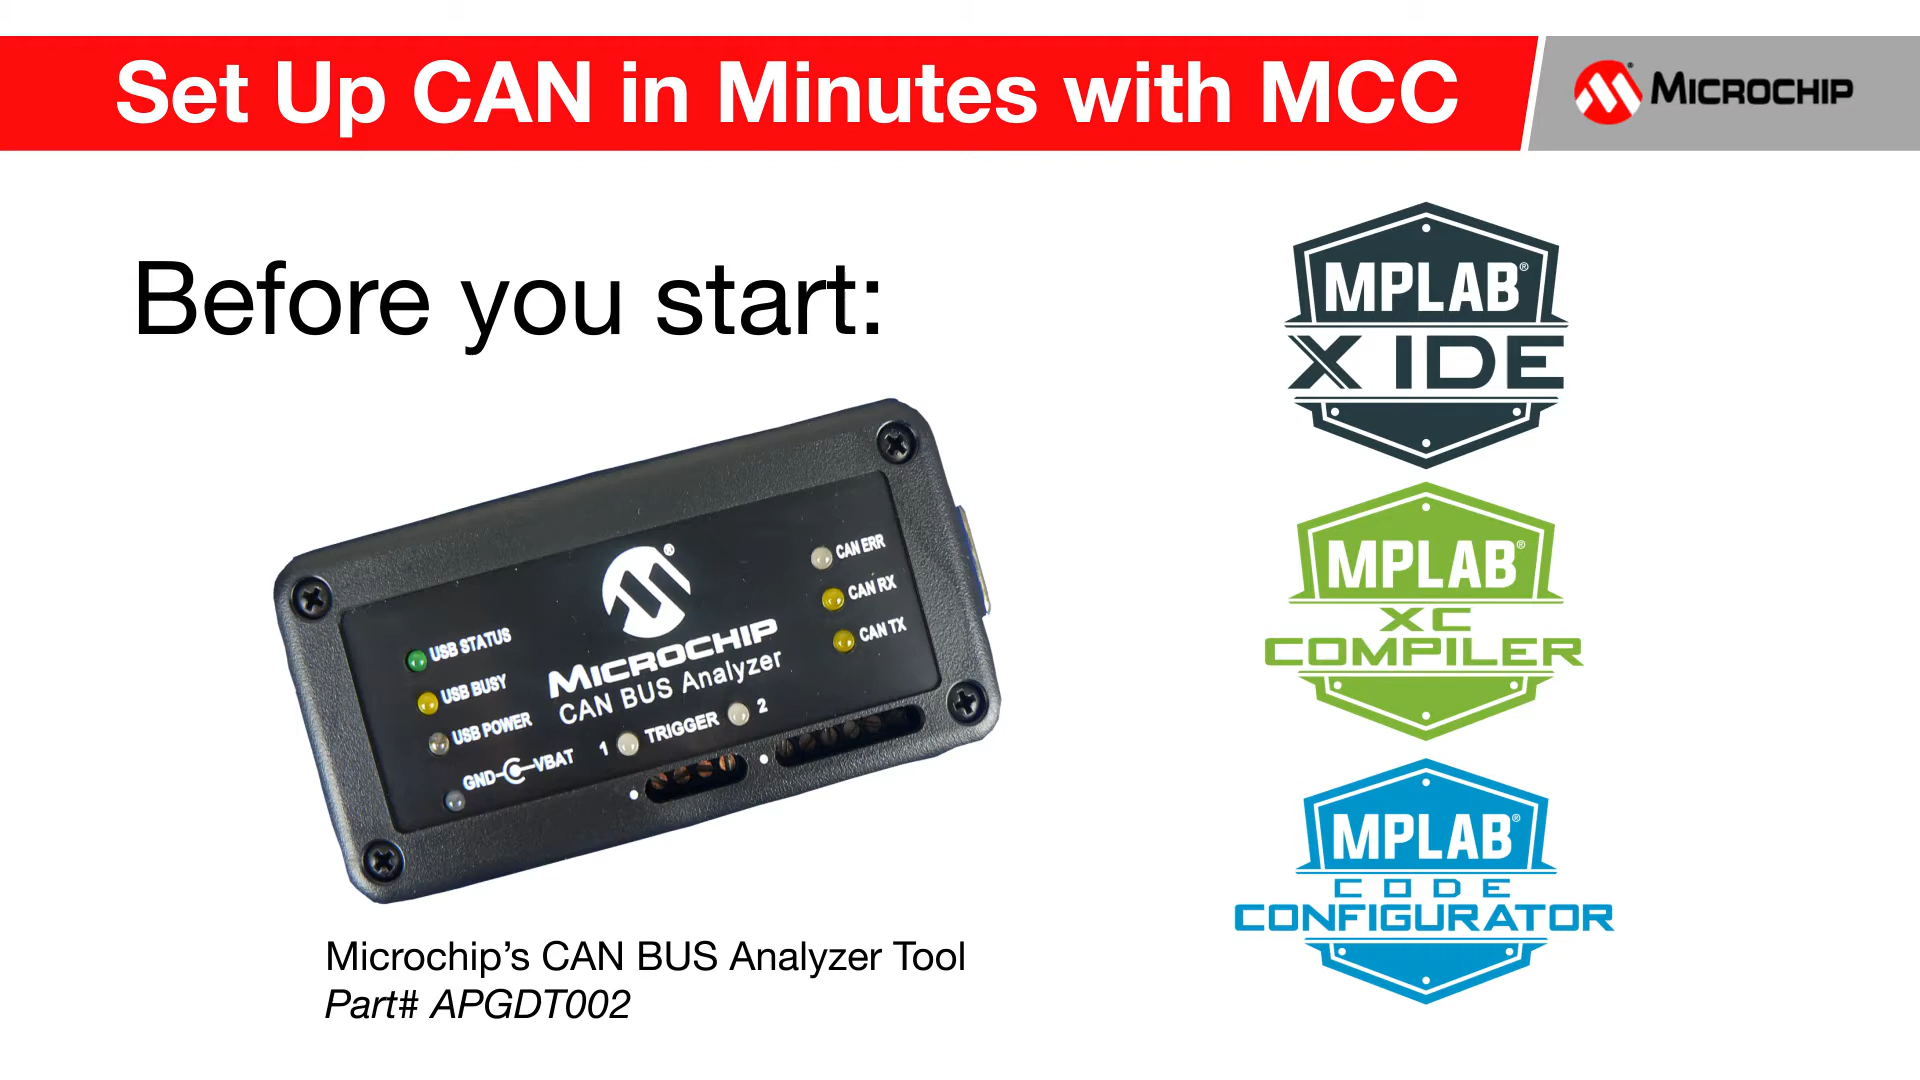 Set Up CAN in Minutes with MCC
MICROCHIP
Before you start:
MPLAB®
X IDE
MPLAB®
XC
COMPILER
MPLAB®
CODE
CONFIGURATOR
USB STATUS
USB BUSY
USB POWER
GND VBAT
MICROCHIP
CAN BUS Analyzer
1 TRIGGER 2
CAN ERR
CAN RX
CAN TX
Microchip’s CAN BUS Analyzer Tool
Part# APGDT002